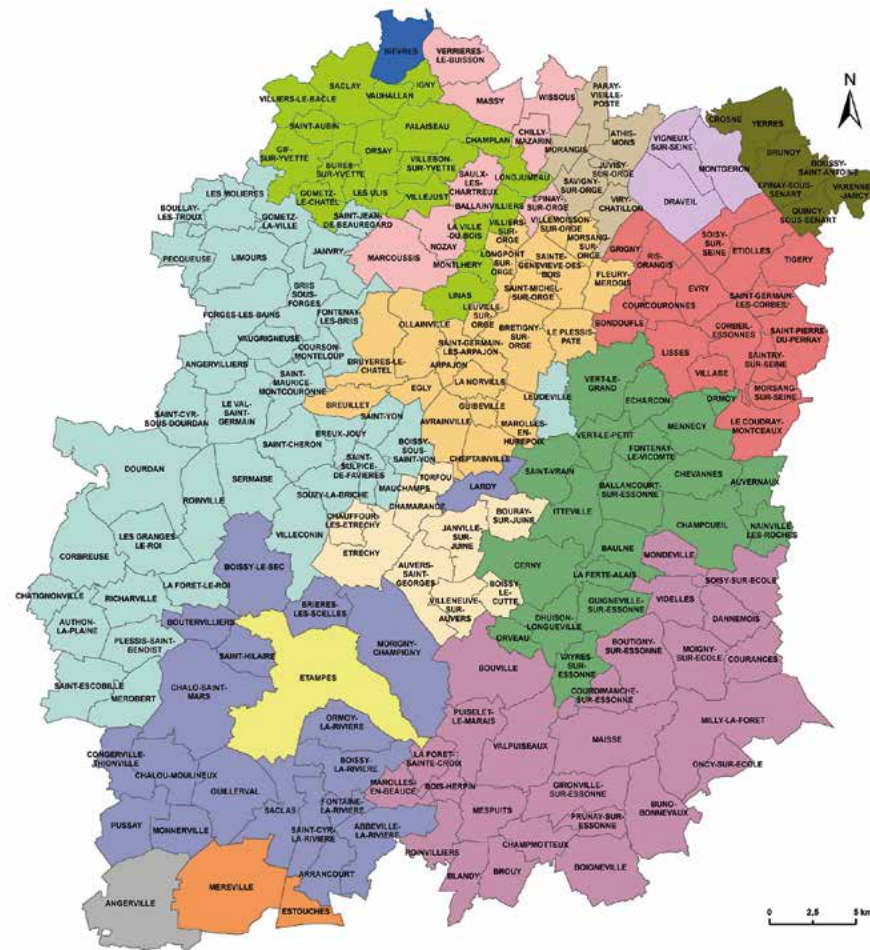 BIEVRES
VERRIERES-
LE-BUISSON
IGNY
SACLAY
VAUHALLAN
VILLIERS-LE-BACLE
MASSY
WISSOUS
PARAY-
VIEILLE-
POSTE
N
SAINT-AUBIN
PALAISEAU
CHAMPLAN
CHILLY-
MAZARIN
MORANGIS
ATHIS-
MONS
VIGNEUX-
SUR-SEINE
CROSNE
YERRES
BRUNOY
BOUSSY-
SAINT-ANTOINE
GIF-
SUR-YVETTE
ORSAY
BURES-
SUR-YVETTE
VILLEBON-
SUR-YVETTE
SAULX-
LES-
CHARTREUX
LONGJUMEAU
JUVISY-
SUR-ORGE
SAVIGNY-
SUR-ORGE
MONTGERON
EPINAY-SOUS-
SENART
VARENNE-
JARCY
QUINCY-
SOUS-SENART
GOMETZ-
LE-CHATEL
LES ULIS
VILLEJUST
BALLAINVILLIERS
EPINAY-
SUR-ORGE
VIRY-
CHATILLON
DRAVEIL
LES MOLIERES
BOULLAY-
LES-TROUX
GOMETZ-
LA-VILLE
SAINT-JEAN-
DE-BEAUREGARD
LA VILLE
DU-BOIS
VILLIERS-
SUR-
ORGE
VILLEMOISSON-
SUR-ORGE
MORSANG-
SUR-
ORGE
GRIGNY
RIS-
ORANGIS
SOISY-
SUR-
SEINE
ETIOLLES
TIGERY
PECQUEUSE
LIMOURS
JANVRY
MARCOUSSIS
NOZAY
MONTLHERY
LONGPONT
SUR-
ORGE
SAINTE-
GENEVIEVE-DES-
BOIS
FLEURY-
MEROGIS
EVRY
BRIIS
SOUS-
FORGES
LINAS
SAINT-MICHEL-
SUR-ORGE
COURCOURONNES
SAINT-GERMAIN
-LES-CORBEIL
FORGES-LES-BAINS
FONTENAY-
LES-BRIIS
LEUVILLE-
SUR-
ORGE
OLLAINVILLE
BRETIGNY-
SUR-
ORGE
LE PLESSIS-
PATE
BONDOUFLE
CORBEIL-
ESSONNES
SAINT-PIERRE
-DU-PERRAY
VAUGRIGNEUSE
COURSON-
MONTELOUP
SAINT-GERMAIN
-LES-ARPAJON
LISSES
SAINTRY-
SUR-SEINE
ANGERVILLIERS
BRUYERES-LE-
CHATEL
ARPAJON
VILLABE
SAINT-
MAURICE-
MONTCOURONNE
EGLY
LA NORVILLE
VERT-LE-
GRAND
ECHARCON
ORMOY
MORSANG-
SUR-SEINE
SAINT-CYR-
SOUS-DOURDAN
LE VAL-
SAINT-
GERMAIN
BREUILLET
SAINT-YON
GUIBEVILLE
LEUDEVILLE
LE COUDRAY-
MONTCEAUX
AVRAINVILLE
MAROLLES-
EN-
HUREPOIX
MENNECY
VERT-LE-PETIT
SAINT-CHERON
BREUX-JOUY
BOISSY-
SOUS-
SAINT-YON
CHEPTAINVILLE
FONTENAY-
LE-VICOMTE
DOURDAN
SAINT-
SULPICE-
DE-FAVIERES
TORFOU
SAINT-VRAIN
CHEVANNES
AUVERNAUX
SERMAISE
MAUCHAMPS
LARDY
BALLANCOURT-
SUR-ESSONNE
ROINVILLE
SOUZY-LA-BRICHE
CHAMARANDE
ITTEVILLE
CHAUFFOUR-
LES-ETRECHY
BOURAY-
SUR-JUINE
JANVILLE-
SUR-
JUINE
CHAMPCUEIL
NAINVILLE-
LES-ROCHES
LES GRANGES-
LE-ROI
VILLECONIN
ETRECHY
BAULNE
MONDEVILLE
CORBREUSE
BOISSY-LE-SEC
AUVERS-
SAINT-
GEORGES
CERNY
LA FERTE-ALAIS
SOISY-SUR-ECOLE
LA FORET-LE-ROI
BOISSY-
LE-
CUTTE
CHATIGNONVILLE
RICHARVILLE
BRIERES-
LES-SCELLES
VILLENEUVE-
SUR-
AUVERS
GUIGNEVILLE-
SUR-ESSONNE
VIDELLES
DANNEMOIS
AUTHON-
LA-PLAINE
BOUTERVILLIERS
D'HUISON-
LONGUEVILLE
PLESSIS-SAINT-
BENOIST
SAINT-HILAIRE
MORIGNY-
CHAMPIGNY
ORVEAU
BOUTIGNY-
SUR-ESSONNE
MOIGNY-
SUR-ECOLE
COURANCES
VAYRES-
SUR-
ESSONNE
BOUVILLE
SAINT-ESCOBILLE
CHALO-SAINT-
MARS
ETAMPES
COURDIMANCHE-
SUR-ESSONNE
MEROBERT
PUISELET-
LE-MARAIS
MILLY-LA-FORET
ORMOY-
LA-RIVIERE
VALPUISEAUX
MAISSE
CONGERVILLE-
THIONVILLE
BOISSY-
LA-RIVIERE
LA FORET-
SAINTE-CROIX
ONCY-SUR-ECOLE
CHALOU-MOULINEUX
MAROLLES-
EN-BEAUCE
BOIS-HERPIN
GUILLERVAL
GIRONVILLE-
SUR-ESSONNE
FONTAINE-
LA-RIVIERE
BUNO-
BONNEVAUX
SACLAS
MESPUITS
PRUNAY-SUR-
ESSONNE
PUSSAY
MONNERVILLE
SAINT-CYR-
LA-RIVIERE
ABBEVILLE-
LA-RIVIERE
ROINVILLIERS
CHAMPMOTTEUX
BLANDY
BROUY
BOIGNEVILLE
ARRANCOURT
MEREVILLE
ANGERVILLE
ESTOUCHES
0 2,5 5 km